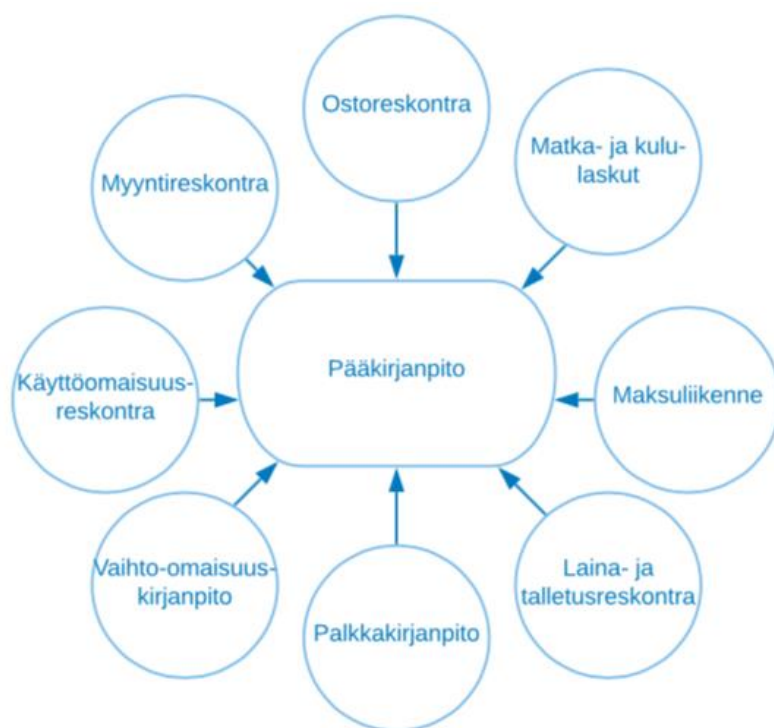 Ostoreskontra
Matka- ja kulu-
laskut
Myyntireskontra
Pääkirjanpito
Käyttöomaisuus-
reskontra
Maksuliikenne
Vaihto-omaisuus-
kirjanpito
Laina- ja
talletusreskontra
Palkkakirjanpito